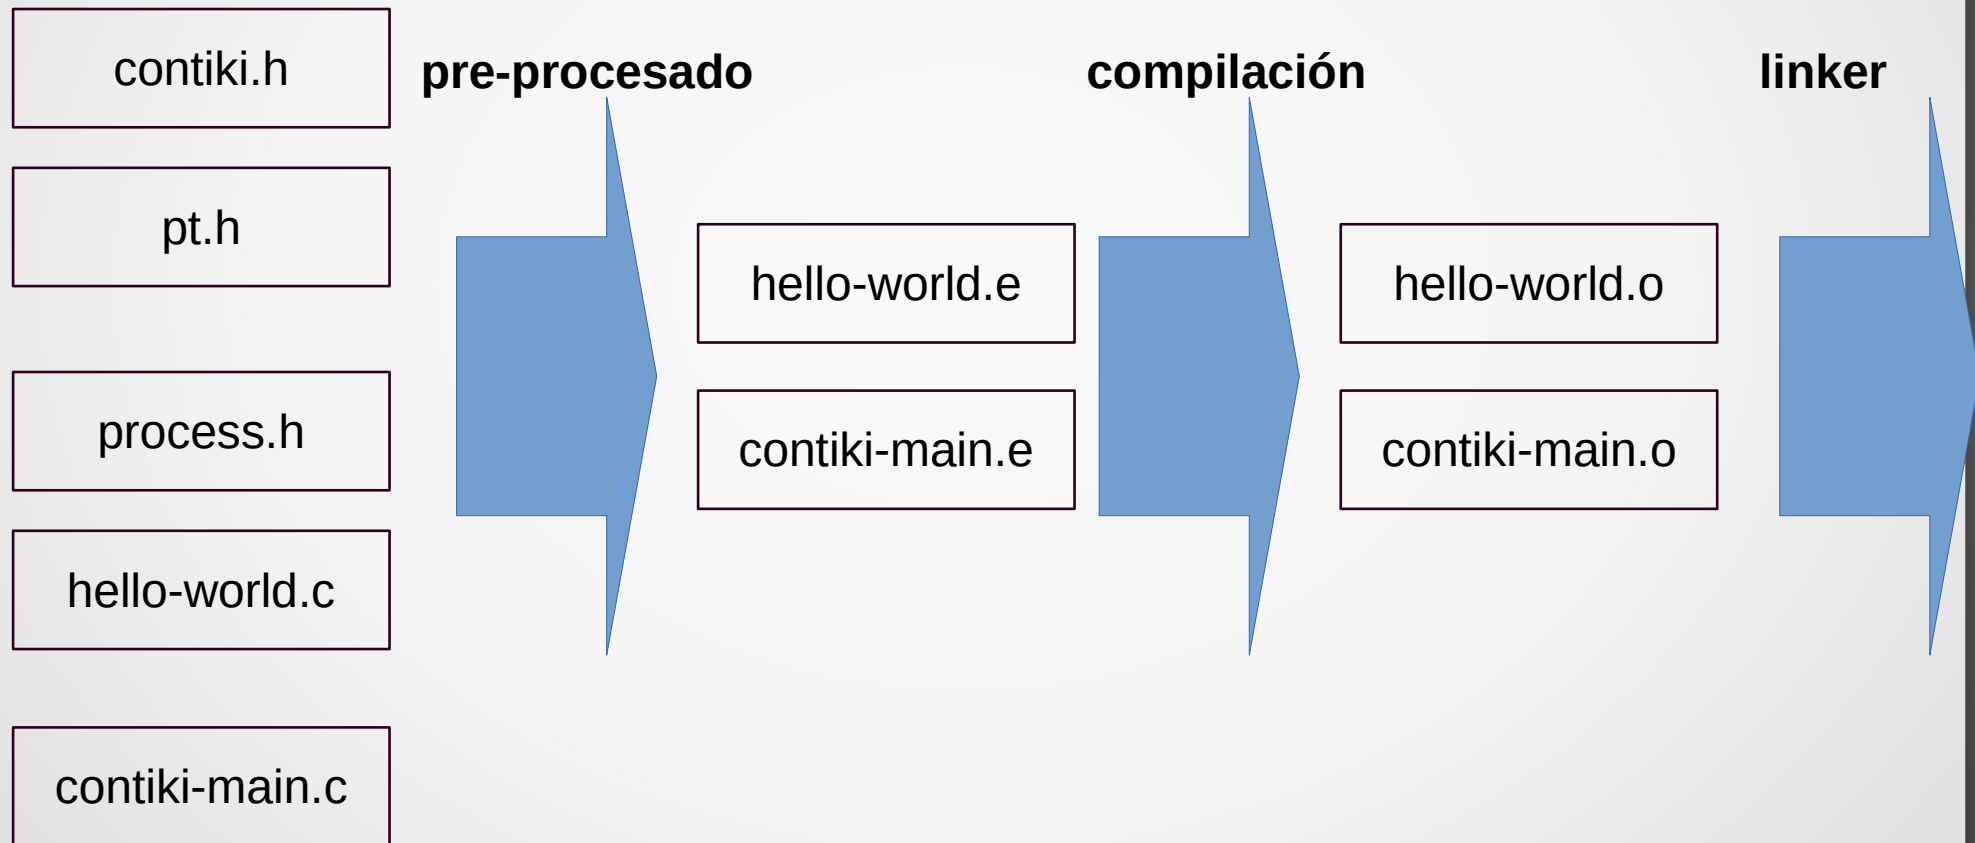 contiki.h
pre-procesado
compilación
linker
pt.h
hello-world.e
hello-world.o
process.h
contiki-main.e
contiki-main.o
hello-world.c
contiki-main.c